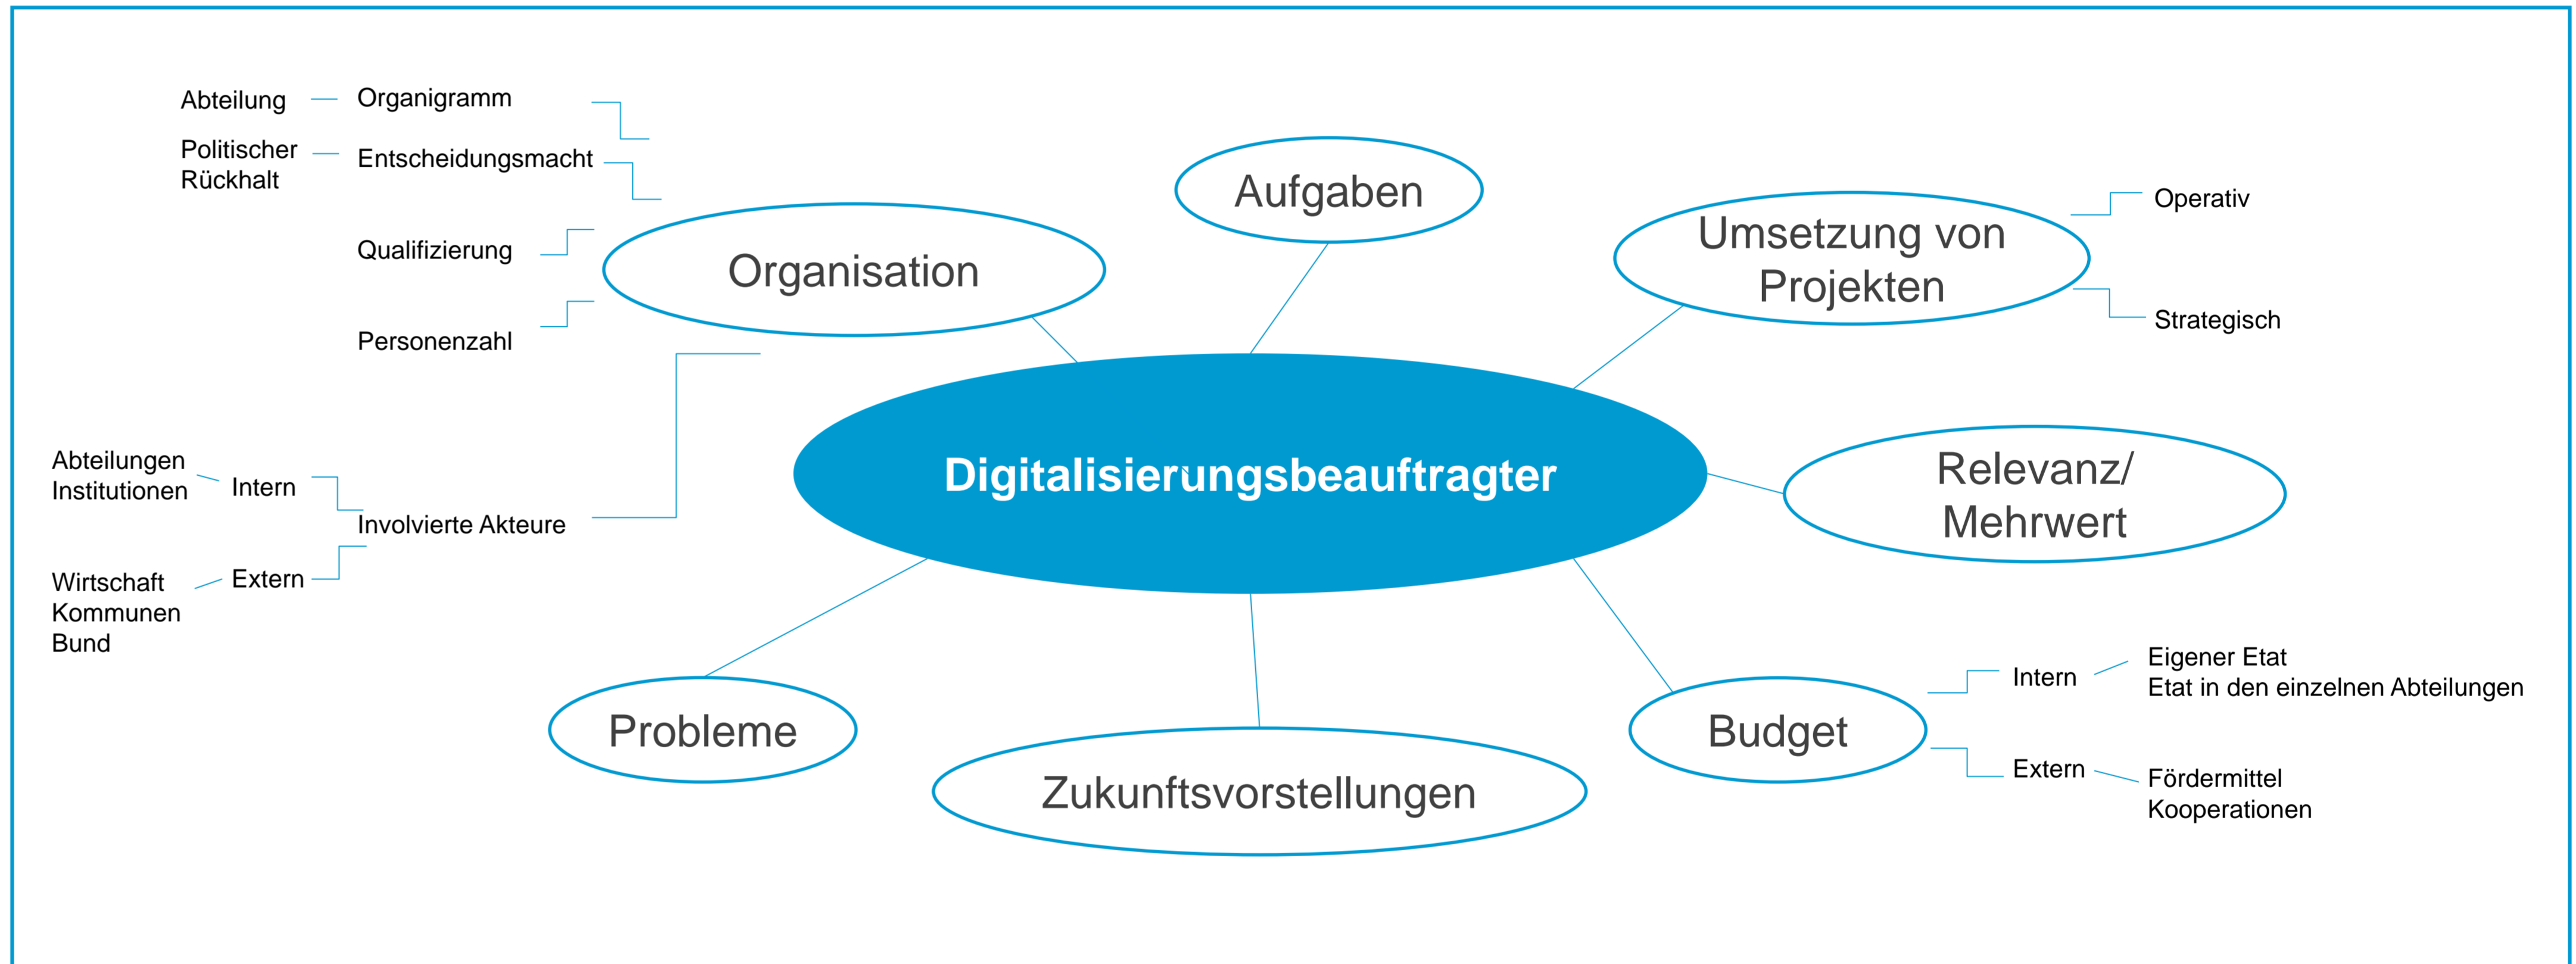 Abteilung
Organigramm
Politischer
Rückhalt
Entscheidungsmacht
Qualifizierung
Personenzahl
Organisation
Aufgaben
Umsetzung von
Projekten
Operativ
Strategisch
Digitalisierungsbeauftragter
Relevanz/
Mehrwert
Abteilungen
Institutionen
Intern
Involvierte Akteure
Extern
Wirtschaft
Kommunen
Bund
Probleme
Zukunftsvorstellungen
Budget
Intern
Eigener Etat
Etat in den einzelnen Abteilungen
Extern
Fördermittel
Kooperationen